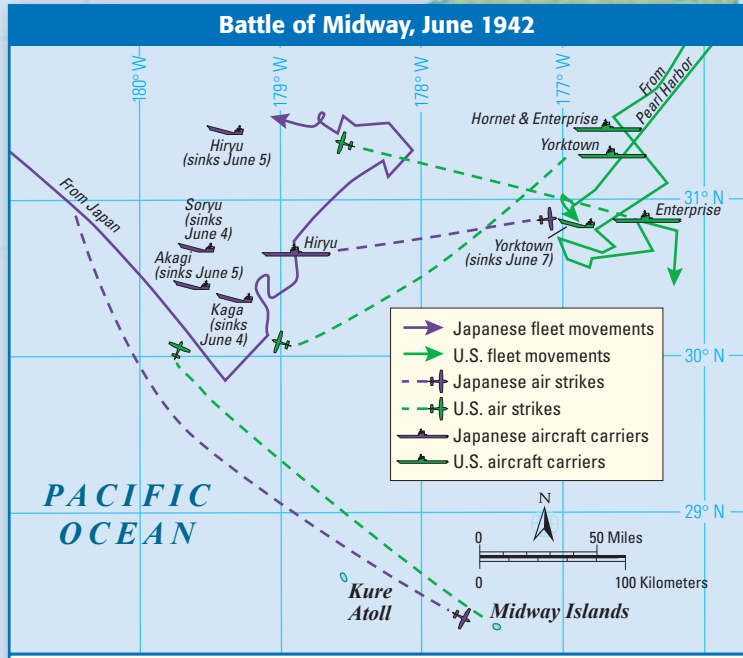 Battle of Midway, June 1942
180° W
179° W
178° W
177° W
From
Pearl Harbor
Hornet & Enterprise
Yorktown
Hiryu
(sinks June 5)
31° N
From Japan
Soryu
(sinks
June 4)
Enterprise
Hiryu
Yorktown
(sinks June 7)
Akagi
(sinks June 5)
Kaga
(sinks
June 4)
Japanese fleet movements
U.S. fleet movements
Japanese air strikes
U.S. air strikes
Japanese aircraft carriers
U.S. aircraft carriers
30° N
PACIFIC
OCEAN
29° N
N
0
50 Miles
0
100 Kilometers
Kure
Atoll
Midway Islands